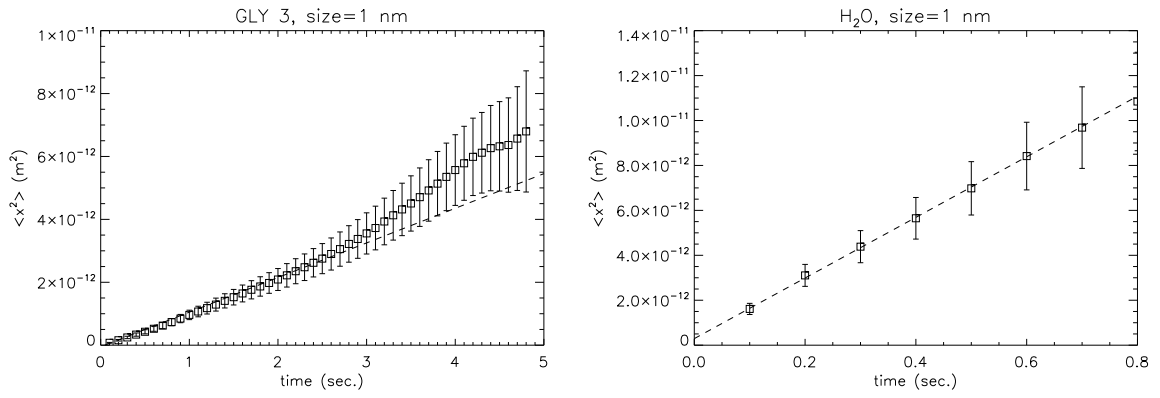 GLY 3, size=1 nm
1×10⁻¹¹
8×10⁻¹²
6×10⁻¹²
4×10⁻¹²
2×10⁻¹²
0
<x²> (m²)
0 1 2 3 4 5
time (sec.)
H₂O, size=1 nm
1.4×10⁻¹¹
1.2×10⁻¹¹
1.0×10⁻¹¹
8.0×10⁻¹²
6.0×10⁻¹²
4.0×10⁻¹²
2.0×10⁻¹²
0
<x²> (m²)
0.0 0.2 0.4 0.6 0.8
time (sec.)